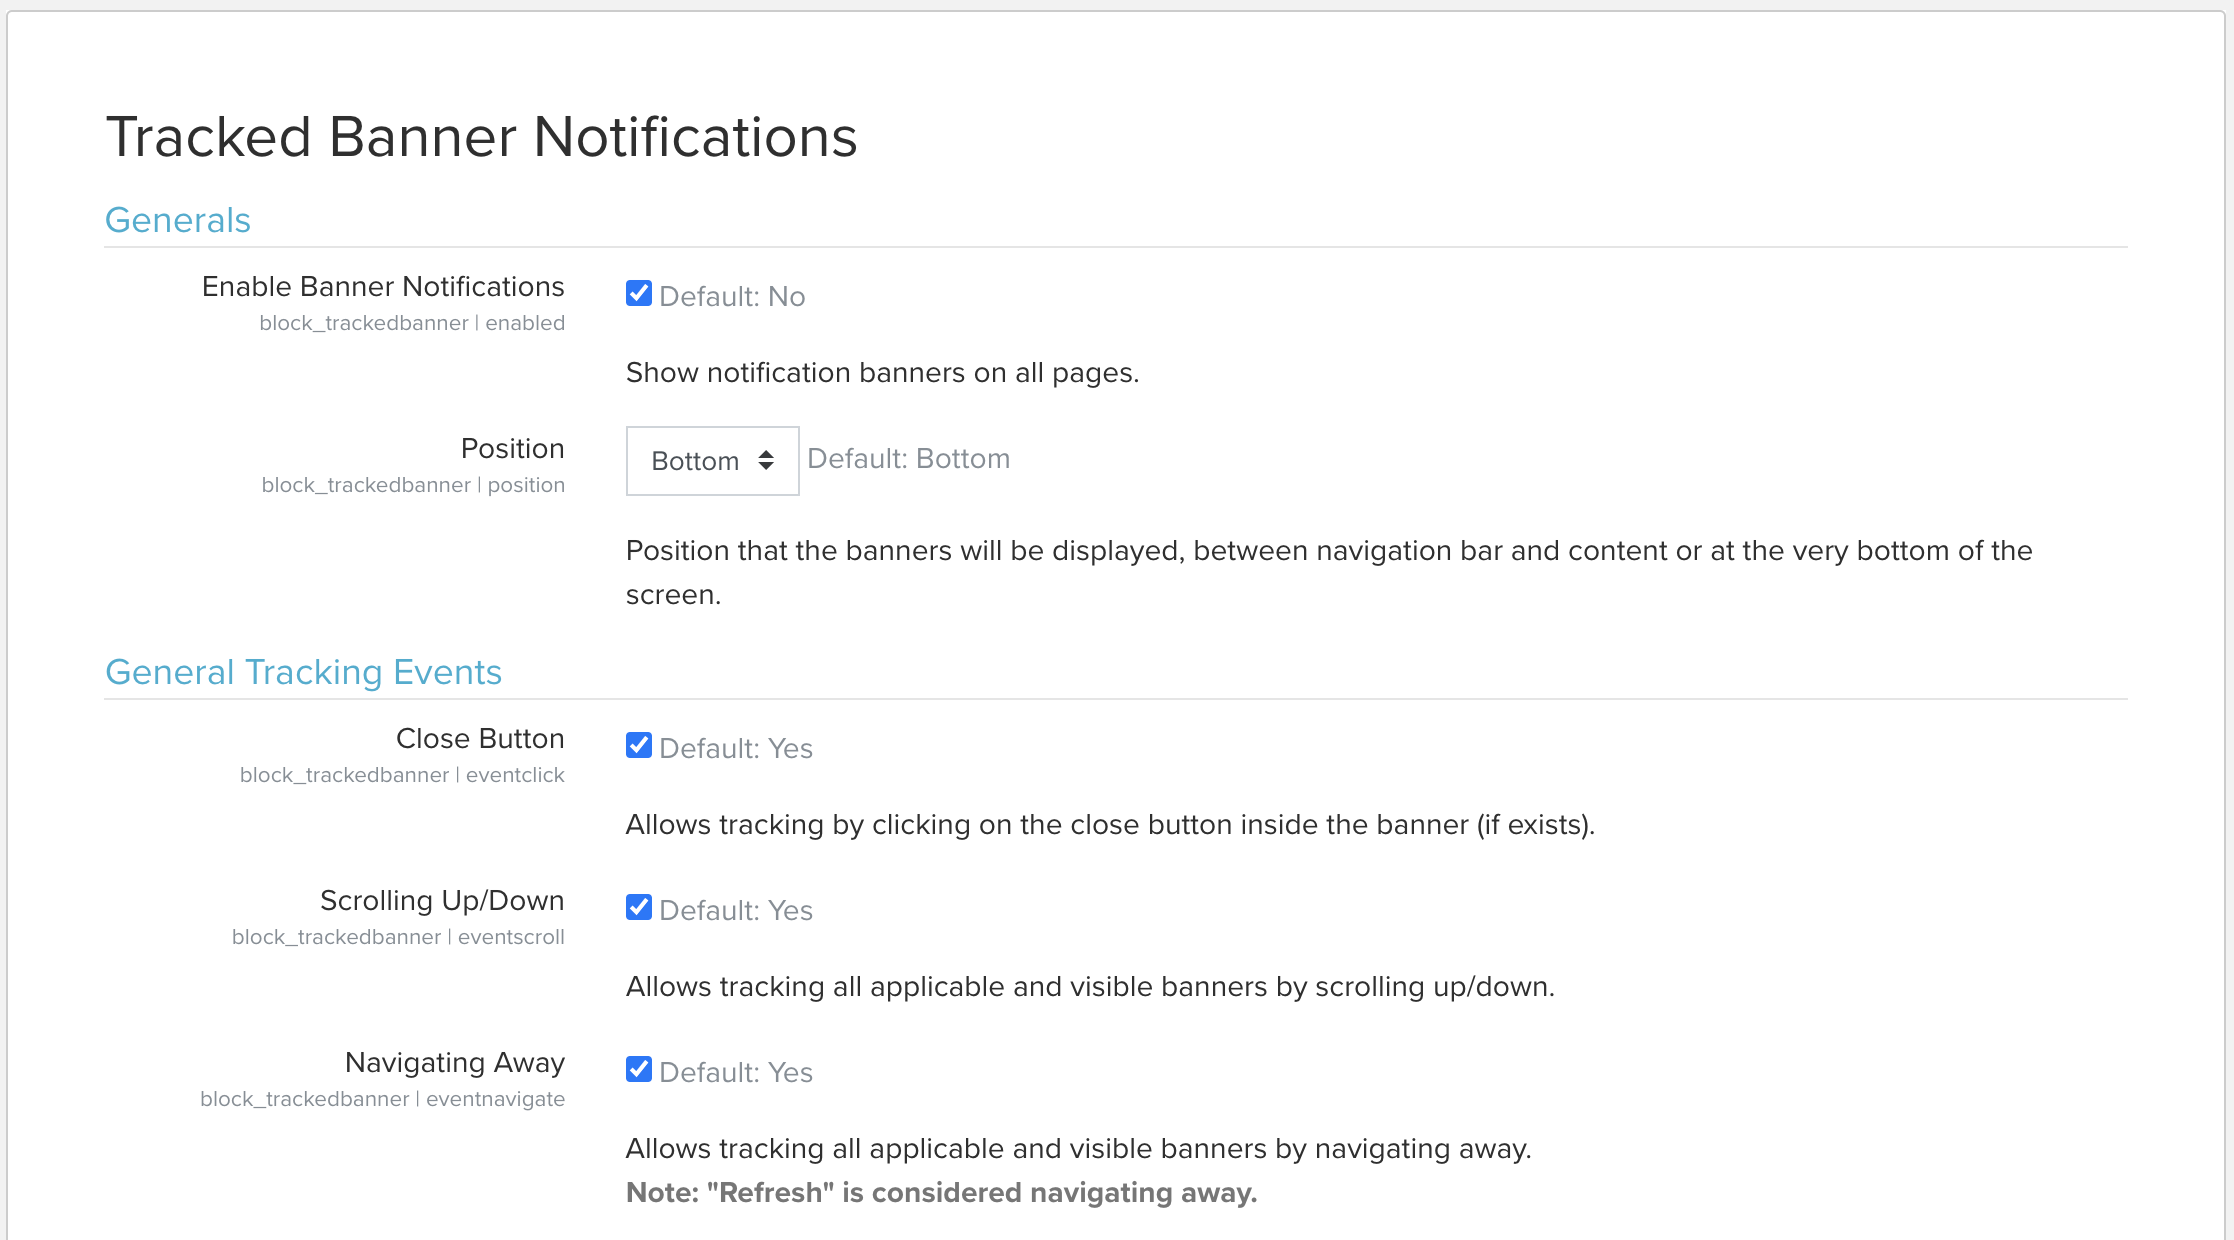 Tracked Banner Notifications
Generals
Enable Banner Notifications
block_trackedbanner | enabled
Default: No
Show notification banners on all pages.
Position
block_trackedbanner | position
Bottom
Default: Bottom
Position that the banners will be displayed, between navigation bar and content or at the very bottom of the
screen.
General Tracking Events
Close Button
block_trackedbanner | eventclick
Default: Yes
Allows tracking by clicking on the close button inside the banner (if exists).
Scrolling Up/Down
block_trackedbanner | eventscroll
Default: Yes
Allows tracking all applicable and visible banners by scrolling up/down.
Navigating Away
block_trackedbanner | eventnavigate
Default: Yes
Allows tracking all applicable and visible banners by navigating away.
Note: "Refresh" is considered navigating away.